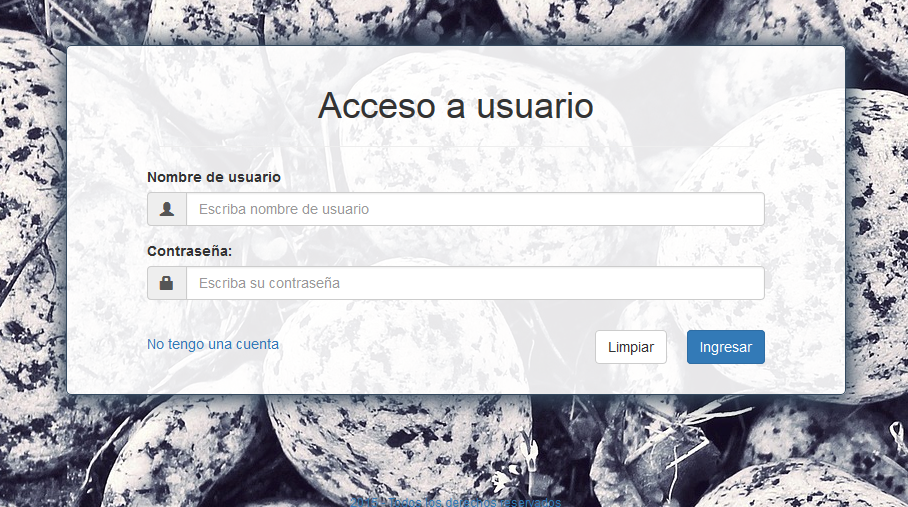 Acceso a usuario
Nombre de usuario
Escriba nombre de usuario
Contraseña:
Escriba su contraseña
No tengo una cuenta
Limpiar
Ingresar
Todos los derechos reservados